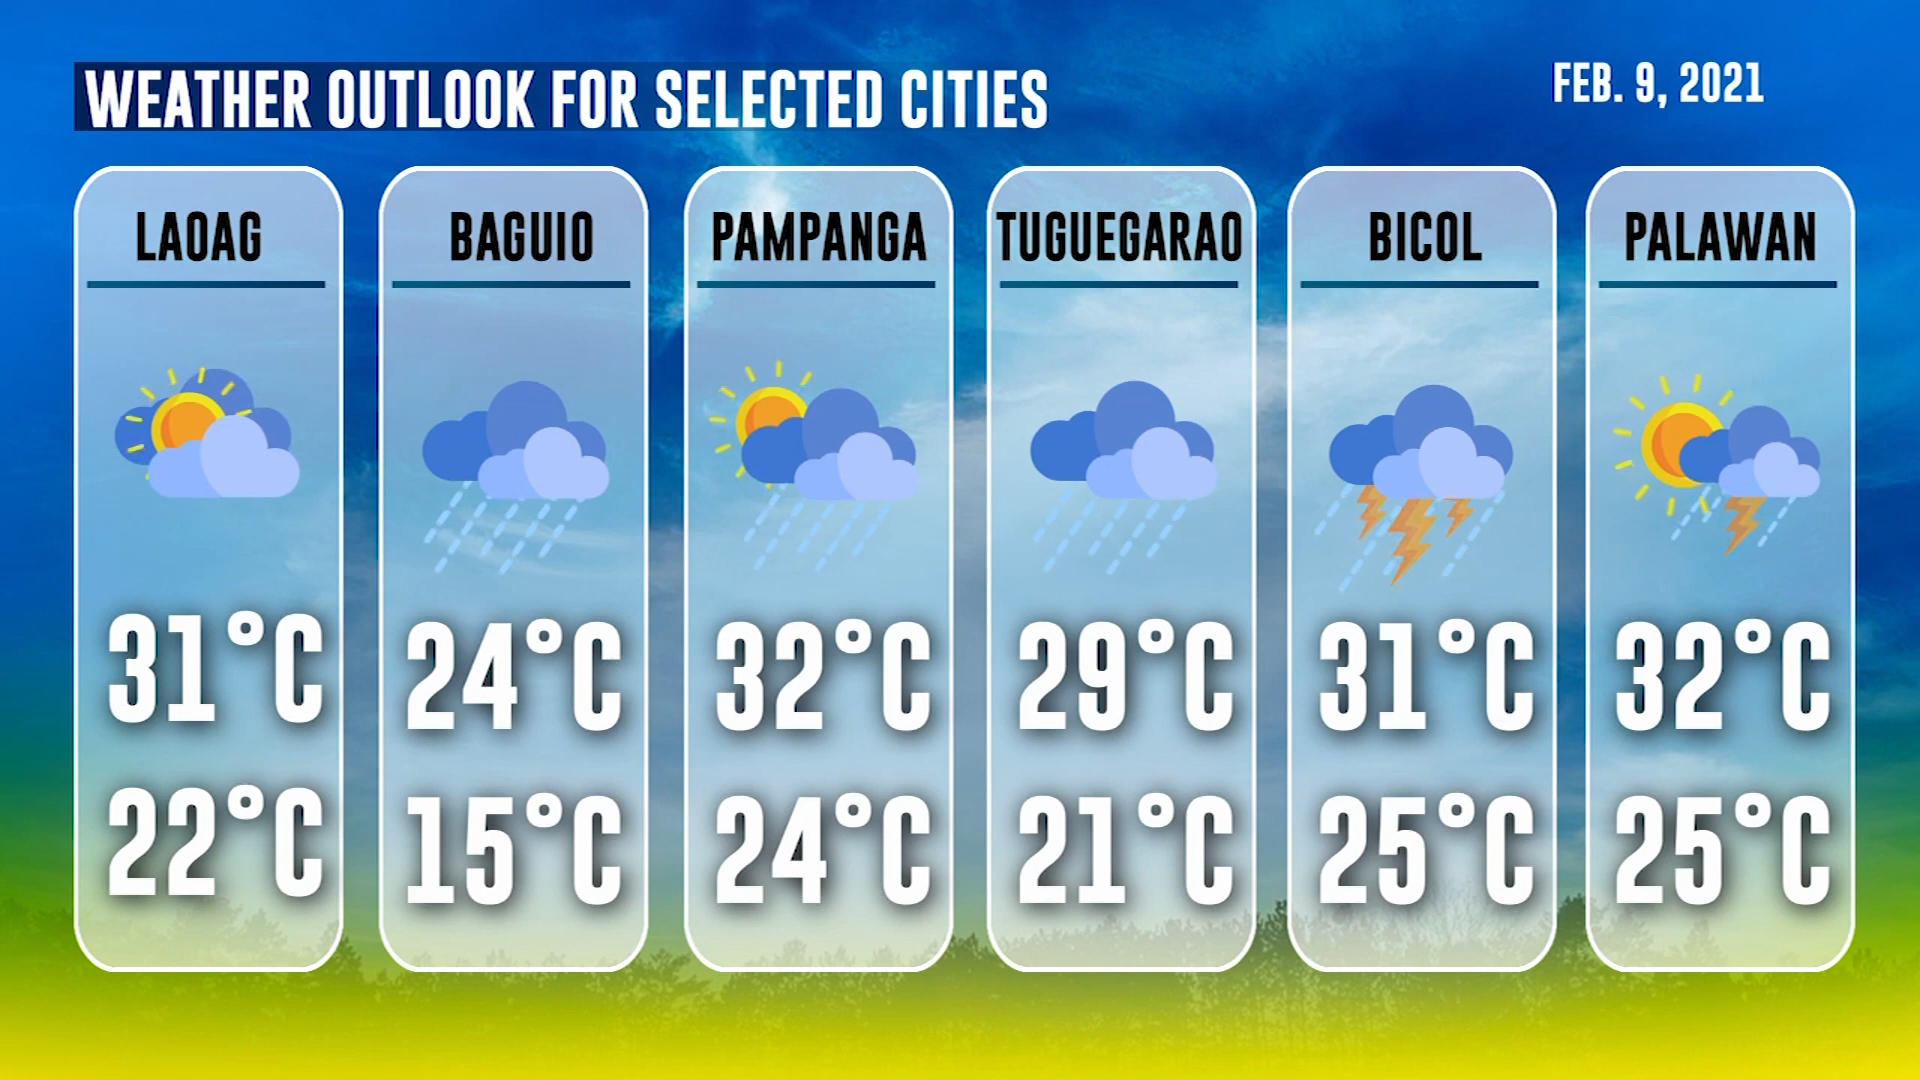 WEATHER OUTLOOK FOR SELECTED CITIES
FEB. 9, 2021
LAOAG
31°C
22°C
BAGUIO
24°C
15°C
PAMPANGA
32°C
24°C
TUGUEGARAO
29°C
21°C
BICOL
31°C
25°C
PALAWAN
32°C
25°C